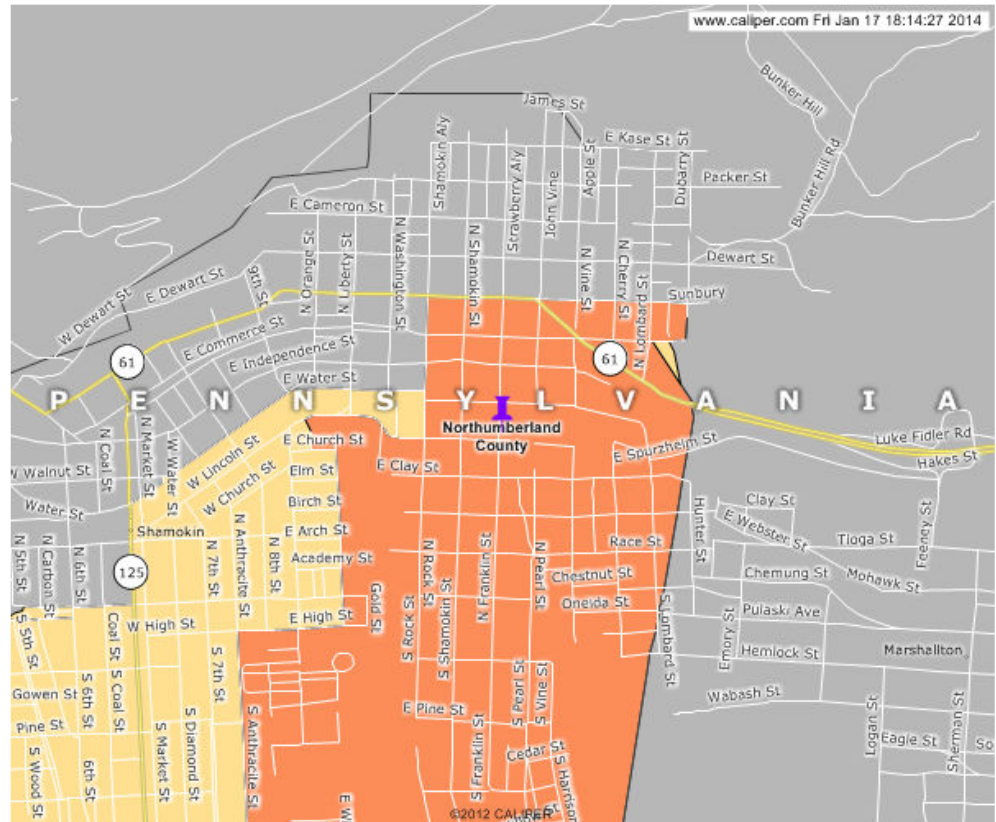 www.caliper.com Fri Jan 17 18:14:27 2014
James St
Bunker Hill
E Kase St
Shamokin Aly
Strawberry Aly
John Vine
Apple St
Dubarry St
Packer St
Bunker Hill Rd
E Cameron St
N Washington St
N Shamokin St
N
N Orange St
N Liberty St
N Vine St
N Cherry St
Dewart St
W Dewart St
E Dewart St
9th St
N Lombard St
Sunbury
E Commerce St
E Independence St
61
61
E Water St
PENNSYLVANIA
Northumberland
County
Luke Fidler Rd
Hakes St
N Coal St
N Market St
W Water St
W Lincoln St
E Church St
E Clay St
E Spurzheim St
W Walnut St
W Church St
Elm St
Birch St
Water St
Shamokin
E Arch St
Hunter St
Clay St
E Webster St
Tioga St
Feeney St
N 5th St
N Carbon St
N 6th St
125
N 7th St
N Anthracite St
N 8th St
Academy St
Race St
Chestnut St
Chemung St
Mohawk St
N Rock St
N Franklin St
N Pearl St
Oneida St
Gold St
S Rock St
S Shamokin St
S Lombard St
Pulaski Ave
Emory St
Hemlock St
Marshallton
W High St
E High St
S 5th St
Coal St
S 7th St
Gowen St
S 6th St
S Coal St
Pine St
E Pine St
S Pearl St
S Vine St
Wabash St
S Wood St
6th St
S Market St
S Diamond St
S Anthracite St
S Franklin St
Cedar St
S Harrison
Logan St
Eagle St
Sherman St
So
E W
©2012 CALIPER